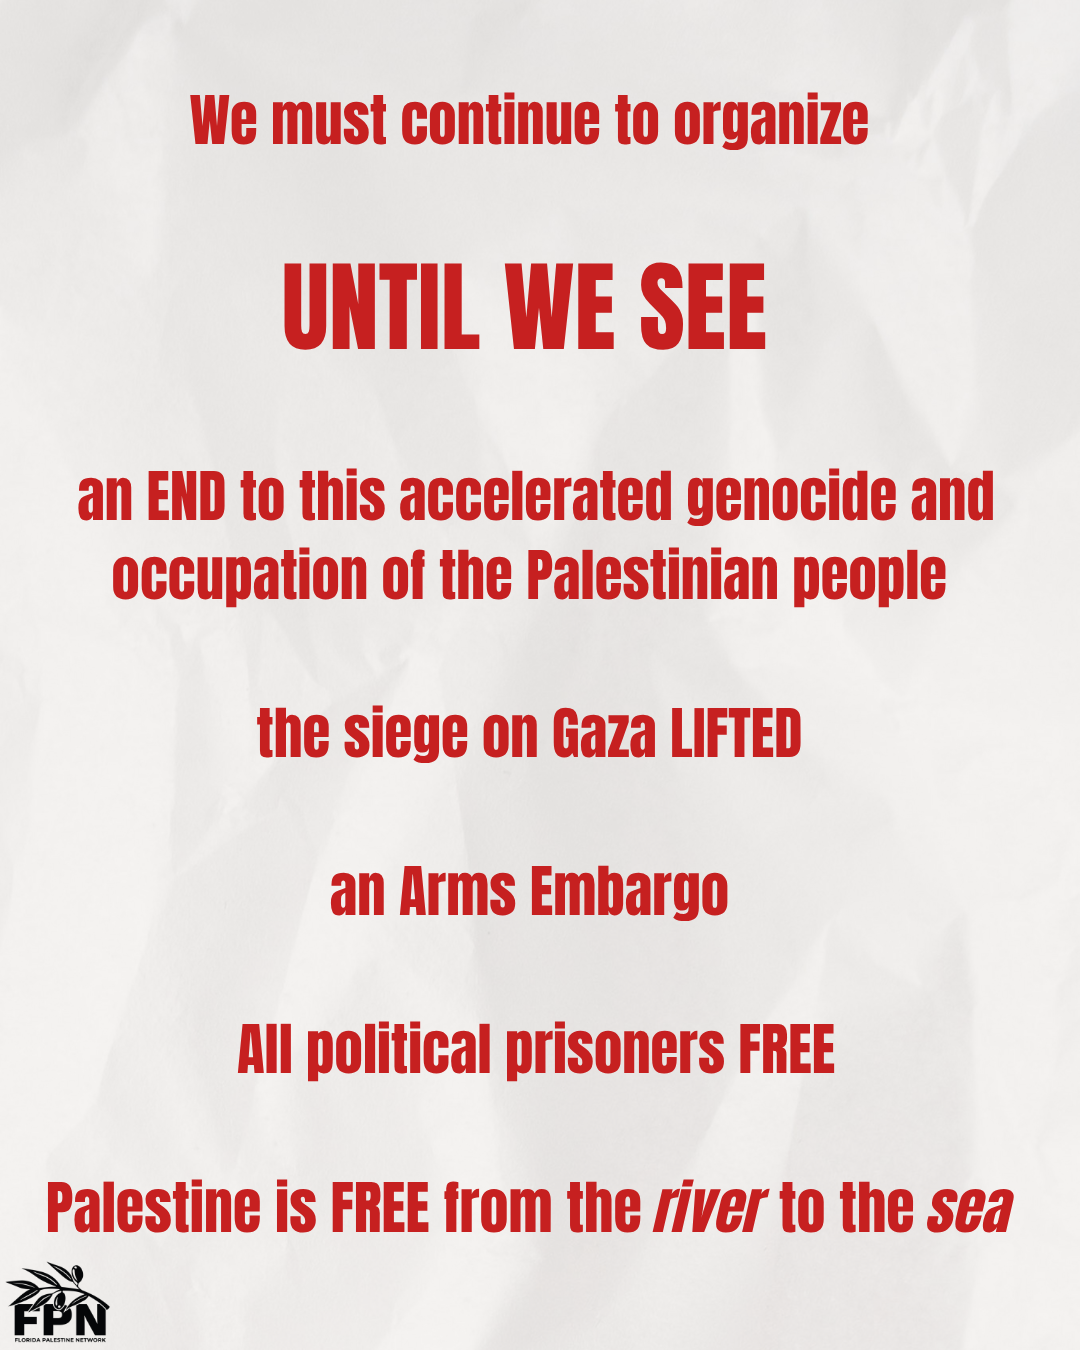 We must continue to organize
UNTIL WE SEE
an END to this accelerated genocide and
occupation of the Palestinian people
the siege on Gaza LIFTED
an Arms Embargo
All political prisoners FREE
Palestine is FREE from the river to the sea
FPN
FLORIDA PALESTINE NETWORK